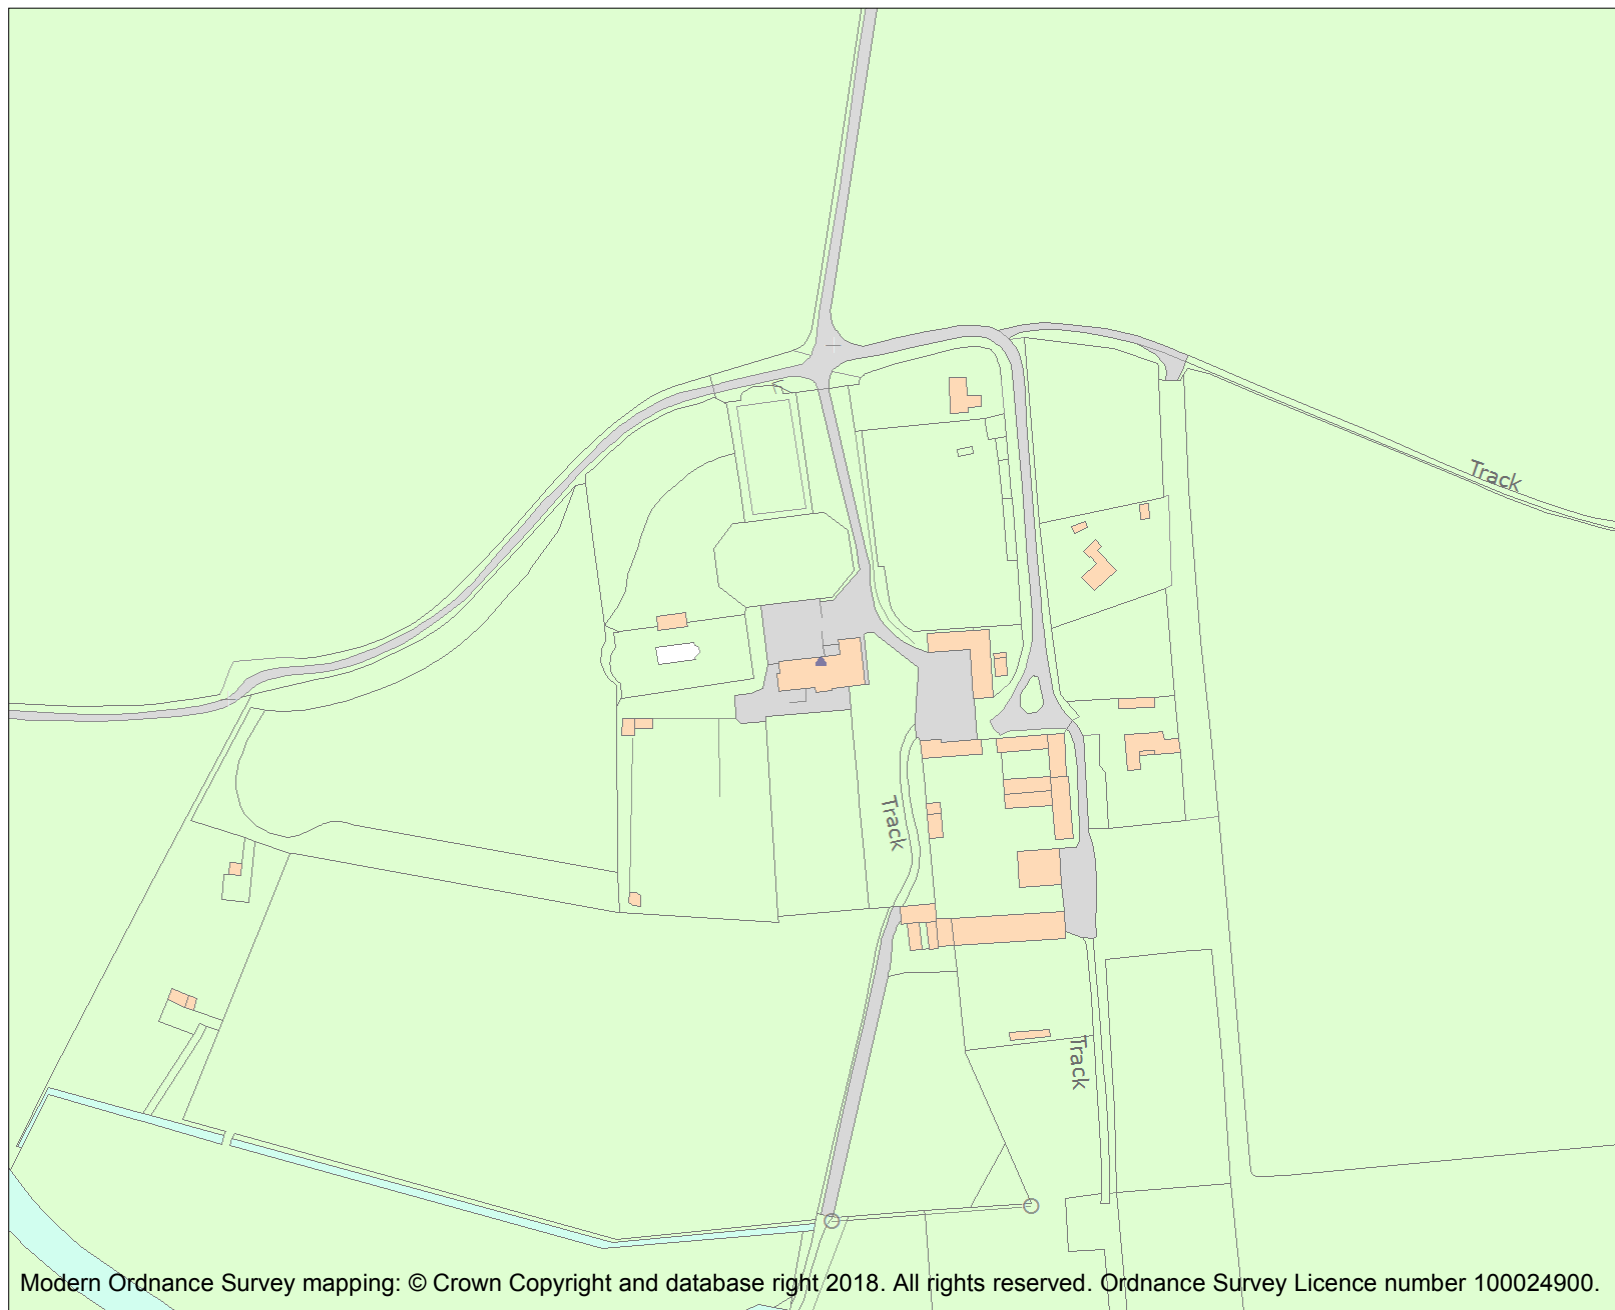 Track
Track
Track
Modern Ordnance Survey mapping: © Crown Copyright and database right 2018. All rights reserved. Ordnance Survey Licence number 100024900.